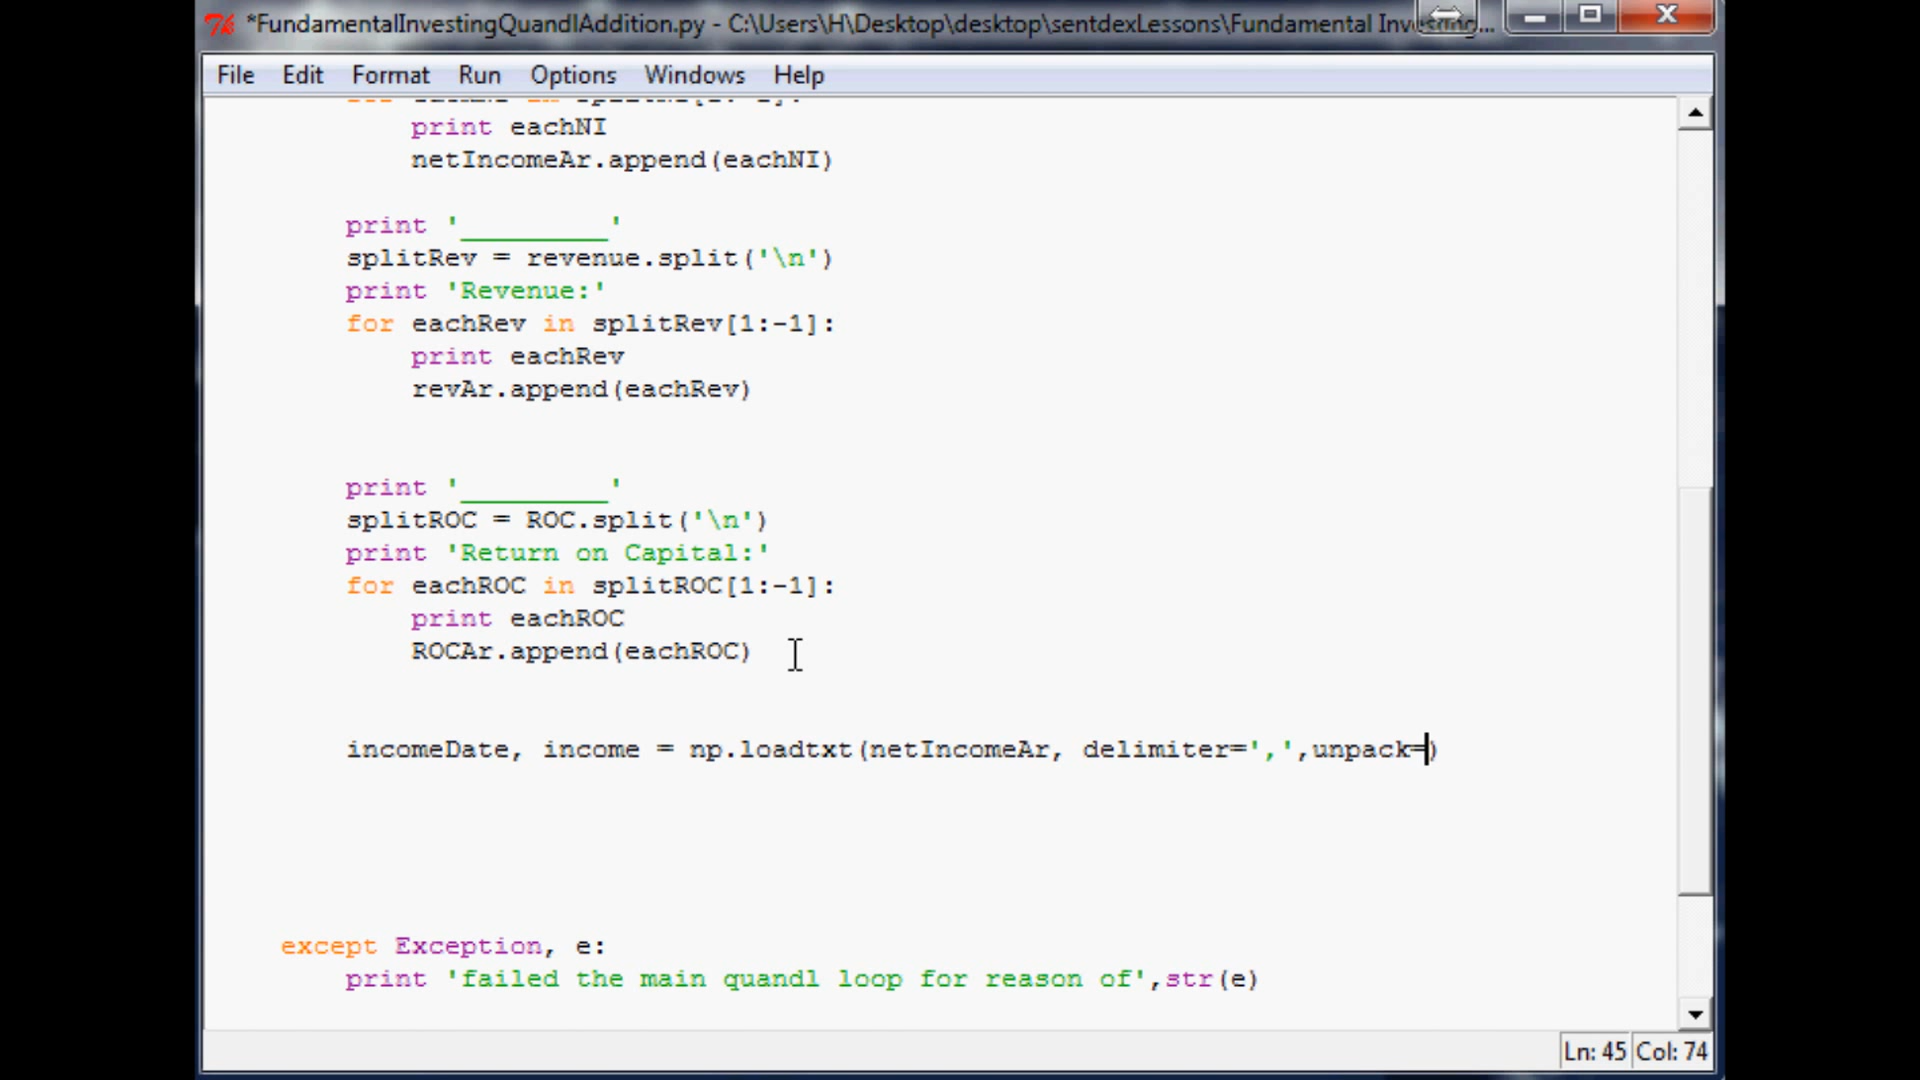 *FundamentalInvestingQuandlAddition.py - C:\Users\H\Desktop\desktop\sentdexLessons\Fundamental Investing...
File Edit Format Run Options Windows Help
print eachNI
netIncomeAr.append(eachNI)
print '_________'
splitRev = revenue.split('\n')
print 'Revenue:'
for eachRev in splitRev[1:-1]:
print eachRev
revAr.append(eachRev)
print '_________'
splitROC = ROC.split('\n')
print 'Return on Capital:'
for eachROC in splitROC[1:-1]:
print eachROC
ROCAr.append(eachROC)
incomeDate, income = np.loadtxt(netIncomeAr, delimiter=',',unpack=)
except Exception, e:
print 'failed the main quandl loop for reason of',str(e)
Ln: 45 Col: 74